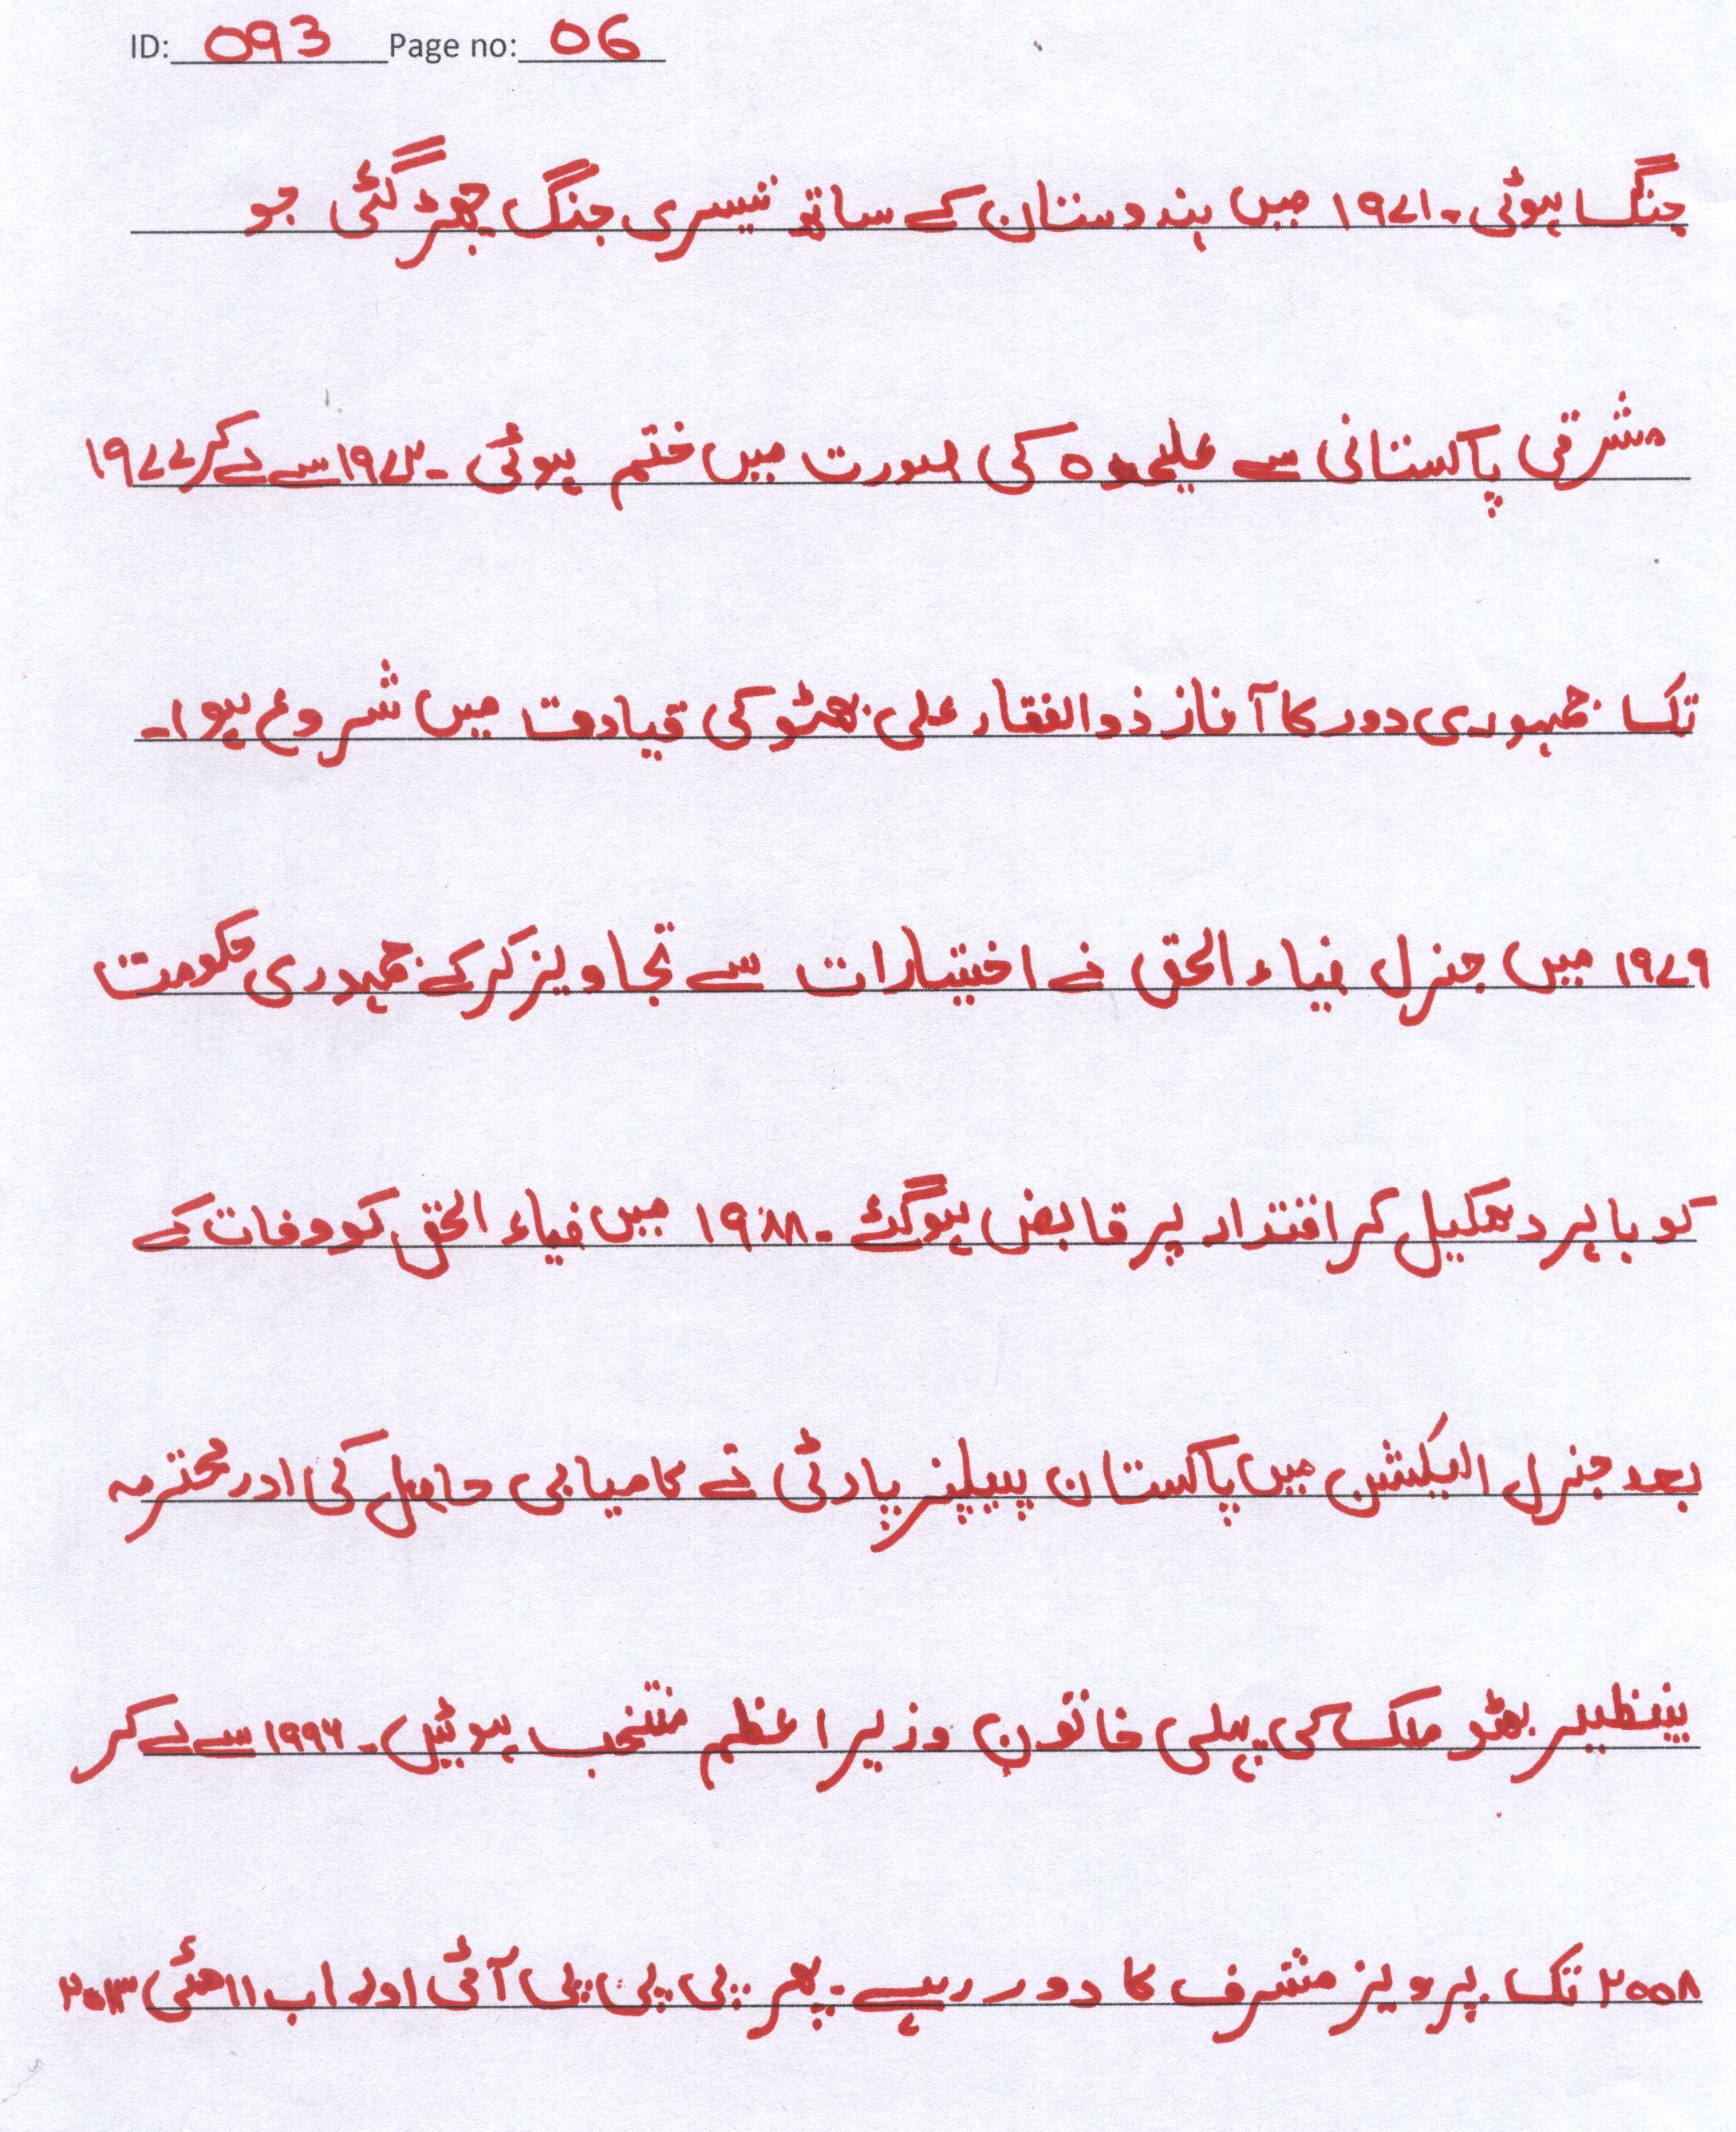 ID: 093 Page no: 06
جنگ ہوئی۔ ۱۹۷۱ میں ہندوستان کے ساتھ تیسری جنگ چھڑ گئی جو
مشرقی پاکستانی سے علیحدہ کی صورت میں ختم ہوئی ۔ ۱۹۷۲ سے لے کر ۱۹۷۷
تک جمہوری دور کا آغاز ذوالفقار علی بھٹو کی قیادت میں شروع ہوا۔
۱۹۷۹ میں جنرل ضیاء الحق نے اختیارات سے تجاویز کر کے جمہوری حکومت
کو باہر دھکیل کر اقتدار پر قابض ہوگئے ۔ ۱۹۸۸ میں ضیاء الحق کو وفات کے
بعد جنرل الیکشن میں پاکستان پیپلز پارٹی نے کامیابی حاصل کی اور محترمہ
بینظیر بھٹو ملک کی پہلی خاتون وزیر اعظم منتخب ہوئیں۔ ۱۹۹۶ سے لے کر
۲۰۰۸ تک پرویز مشرف کا دور رہے۔ پھر پی پی پی آئی اور اب ۱۱ مئی ۲۰۱۳